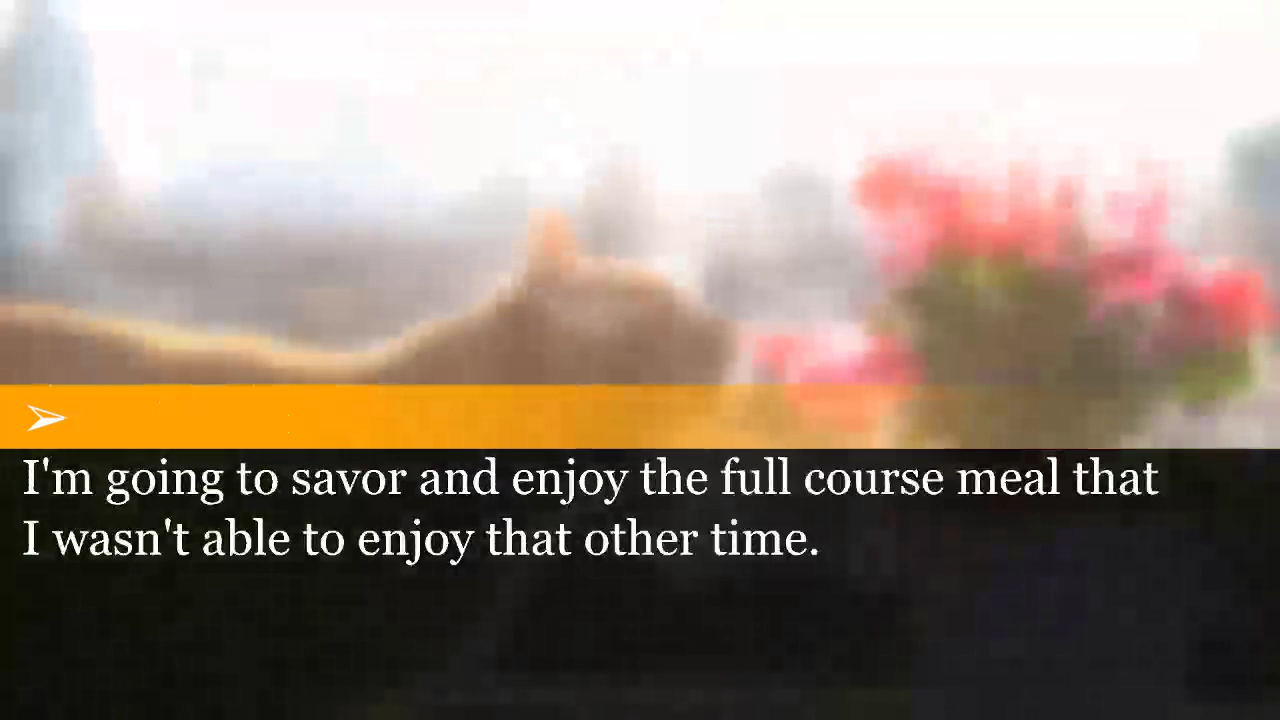 I'm going to savor and enjoy the full course meal that
I wasn't able to enjoy that other time.